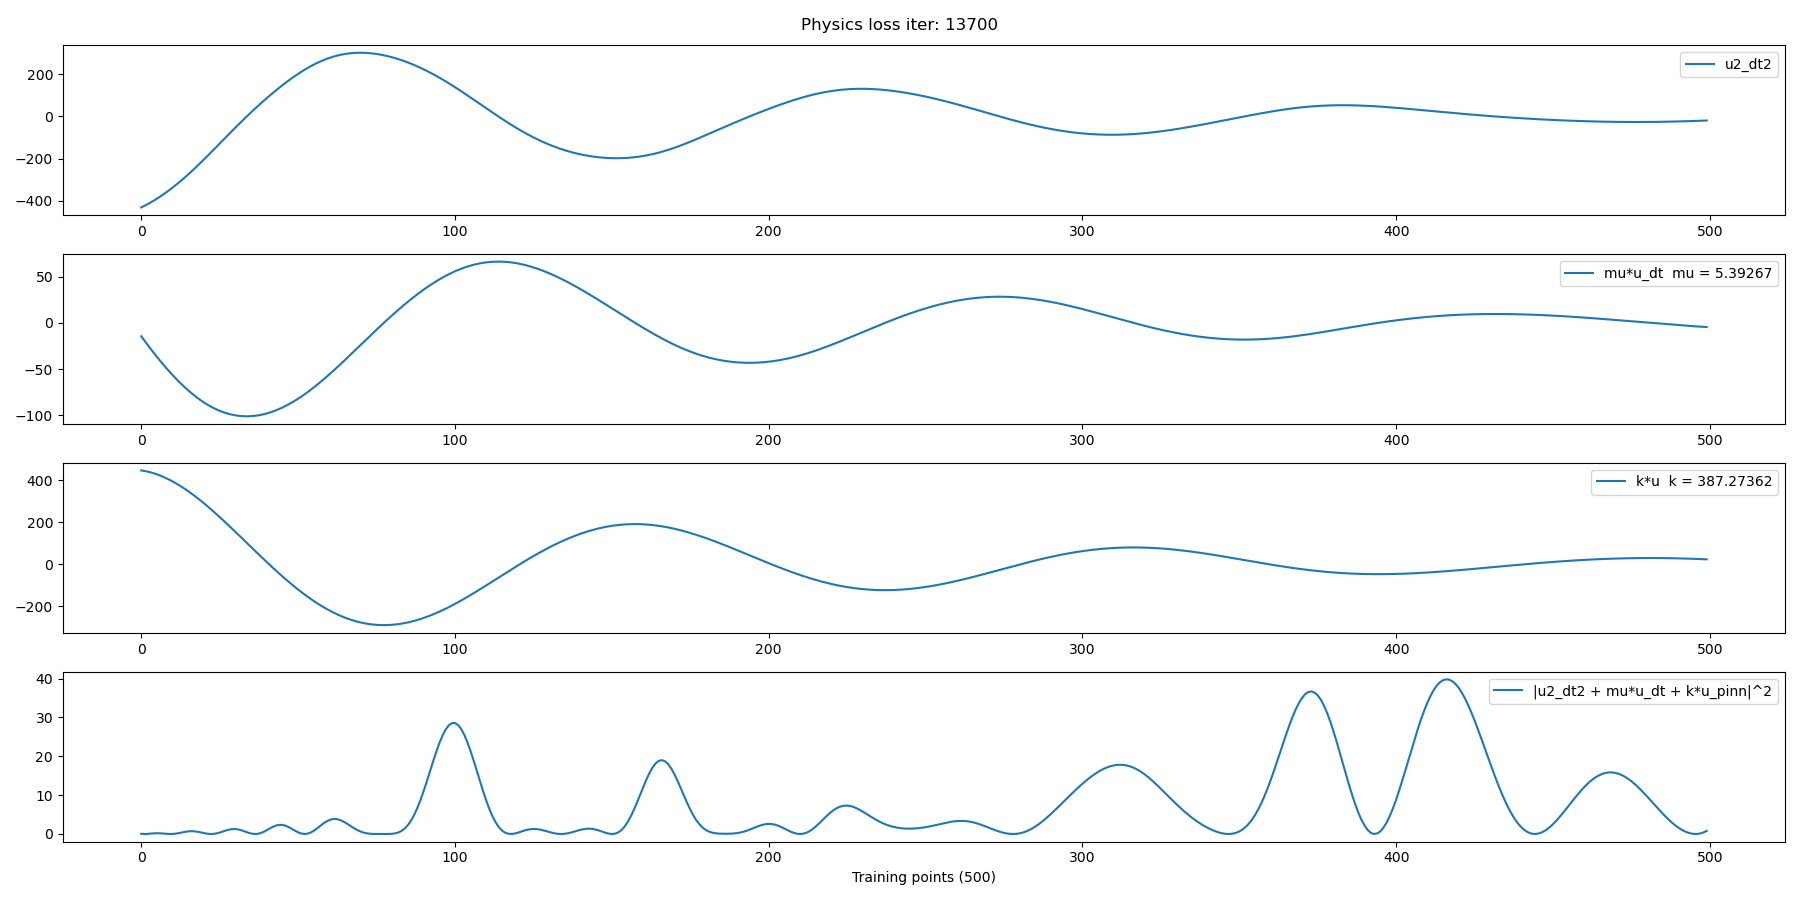 Physics loss iter: 13700
u2_dt2
200
0
−200
−400
0 100 200 300 400 500
mu*u_dt mu = 5.39267
50
0
−50
−100
0 100 200 300 400 500
k*u k = 387.27362
400
200
0
−200
0 100 200 300 400 500
|u2_dt2 + mu*u_dt + k*u_pinn|^2
40
30
20
10
0
0 100 200 300 400 500
Training points (500)